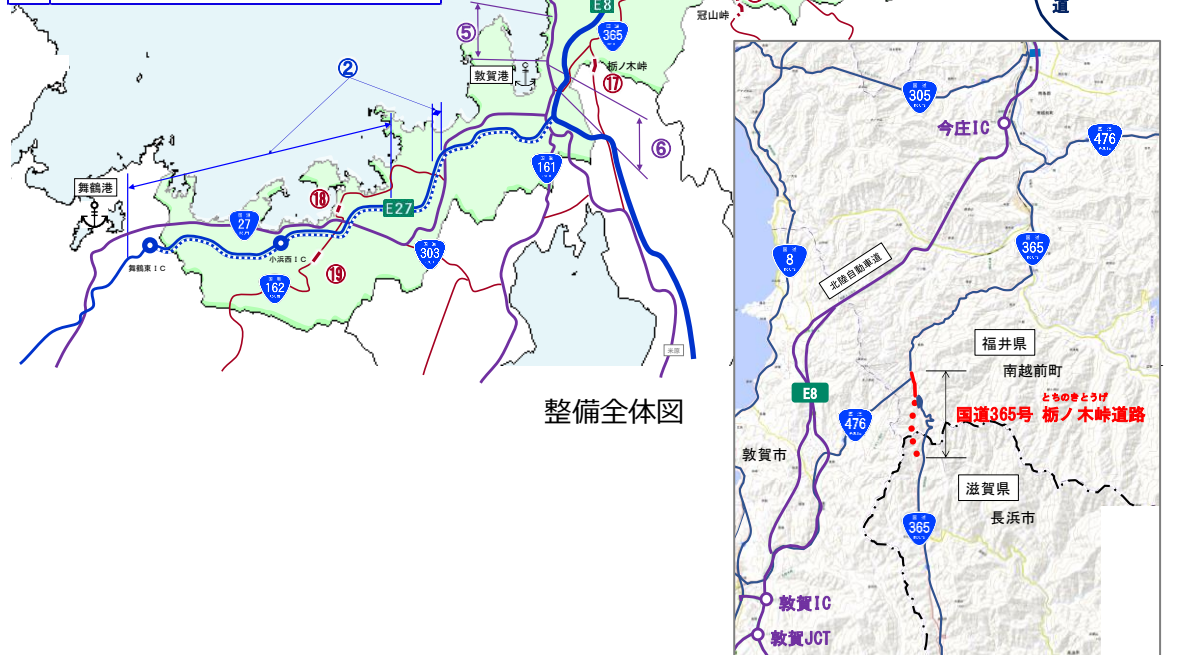 道
E8
冠山峠
⑤
国道
365
敦賀港
栃ノ木峠
⑰
②
⑥
161
舞鶴港
⑱
E27
27
303
舞鶴東IC
小浜西IC
⑲
162
米原
整備全体図
305
今庄IC
476
365
8
北陸自動車道
福井県
南越前町
E8
とちのきとうげ
国道365号 栃ノ木峠道路
476
敦賀市
滋賀県
長浜市
365
敦賀IC
敦賀JCT